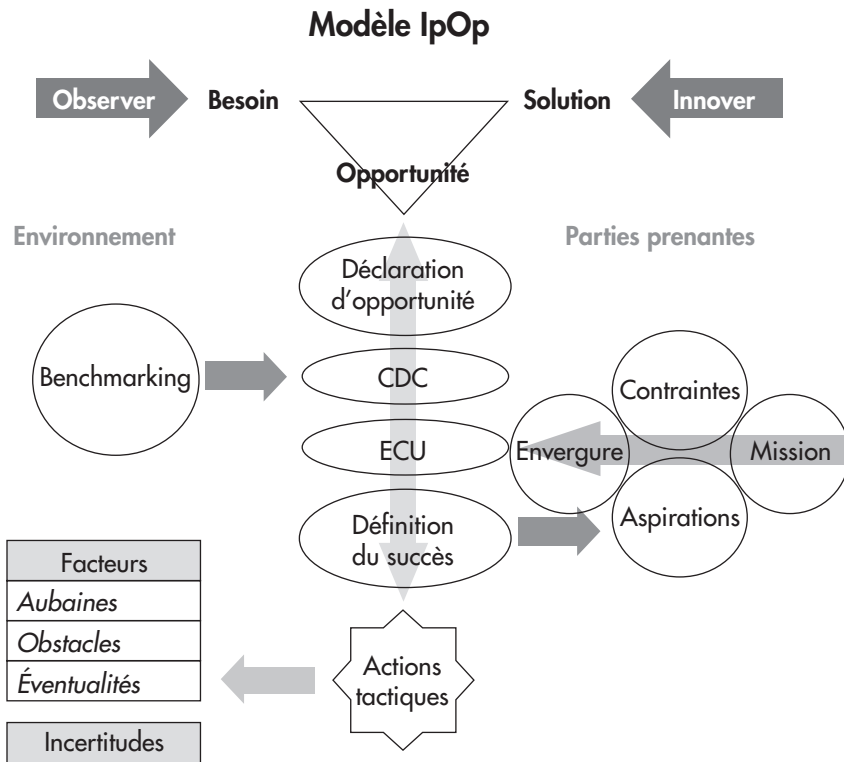 Modèle IpOp
Observer
Besoin
Solution
Innover
Opportunité
Environnement
Parties prenantes
Déclaration
d’opportunité
Benchmarking
CDC
Contraintes
ECU
Envergure
Mission
Définition
du succès
Aspirations
Facteurs
Aubaines
Obstacles
Éventualités
Actions
tactiques
Incertitudes